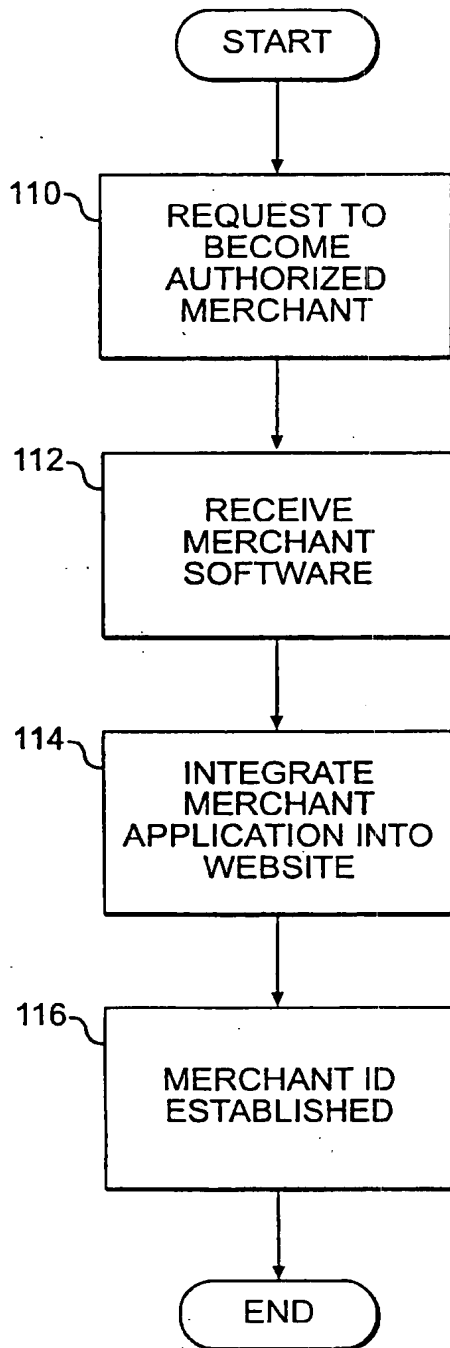 START
110
REQUEST TO
BECOME
AUTHORIZED
MERCHANT
112
RECEIVE
MERCHANT
SOFTWARE
114
INTEGRATE
MERCHANT
APPLICATION INTO
WEBSITE
116
MERCHANT ID
ESTABLISHED
END